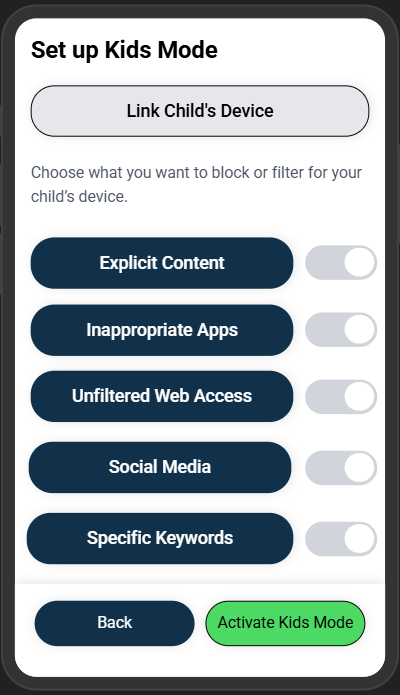 Set up Kids Mode
Link Child's Device
Choose what you want to block or filter for your
child’s device.
Explicit Content
Inappropriate Apps
Unfiltered Web Access
Social Media
Specific Keywords
Back
Activate Kids Mode